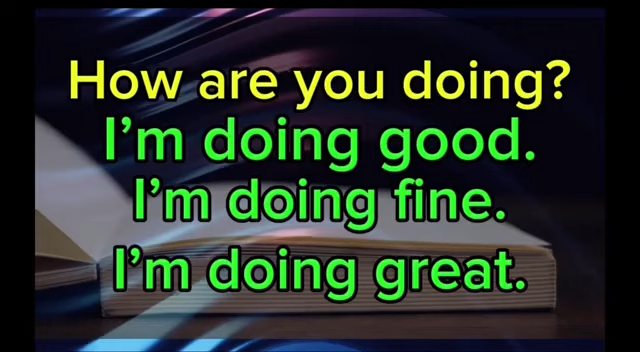 How are you doing?
I'm doing good.
I'm doing fine.
I'm doing great.